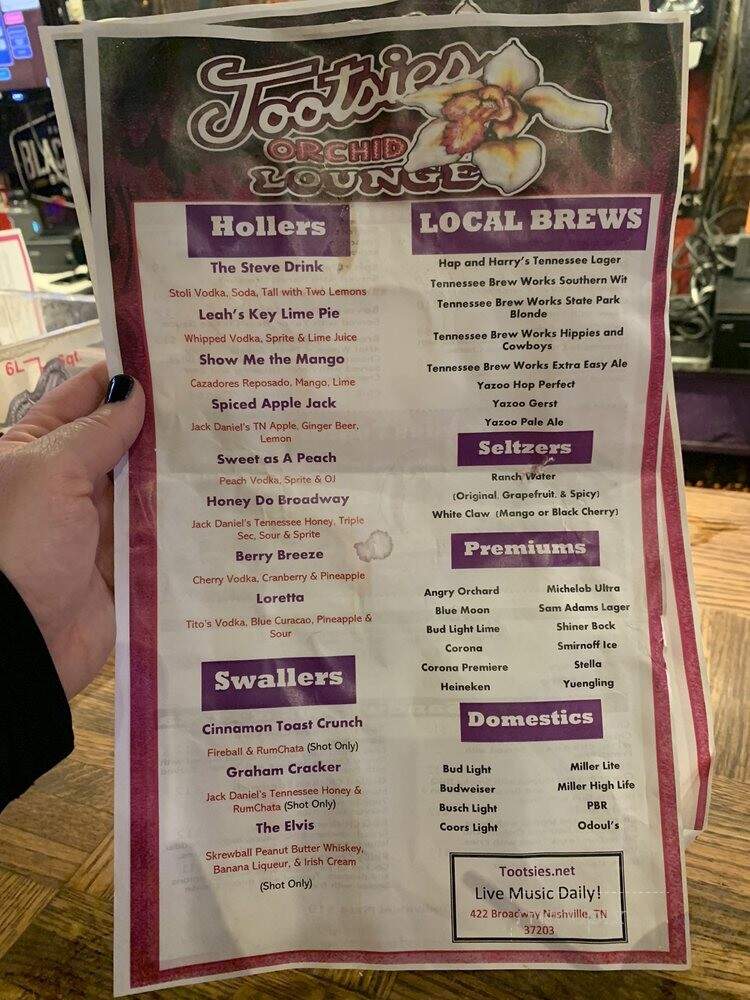 Tootsies
ORCHID
LOUNGE
Hollers
The Steve Drink
Stoli Vodka, Soda, Tall with Two Lemons
Leah's Key Lime Pie
Whipped Vodka, Sprite & Lime Juice
Show Me the Mango
Cazadores Reposado, Mango, Lime
Spiced Apple Jack
Jack Daniel's TN Apple, Ginger Beer,
Lemon
Sweet as A Peach
Peach Vodka, Sprite & OJ
Honey Do Broadway
Jack Daniel's Tennessee Honey, Triple
Sec, Sour & Sprite
Berry Breeze
Cherry Vodka, Cranberry & Pineapple
Loretta
Tito's Vodka, Blue Curacao, Pineapple &
Sour
Swallers
Cinnamon Toast Crunch
Fireball & RumChata (Shot Only)
Graham Cracker
Jack Daniel's Tennessee Honey &
RumChata (Shot Only)
The Elvis
Skrewball Peanut Butter Whiskey,
Banana Liqueur, & Irish Cream
(Shot Only)
LOCAL BREWS
Hap and Harry's Tennessee Lager
Tennessee Brew Works Southern Wit
Tennessee Brew Works State Park
Blonde
Tennessee Brew Works Hippies and
Cowboys
Tennessee Brew Works Extra Easy Ale
Yazoo Hop Perfect
Yazoo Gerst
Yazoo Pale Ale
Seltzers
Ranch Water
(Original, Grapefruit, & Spicy)
White Claw (Mango or Black Cherry)
Premiums
Angry Orchard
Blue Moon
Bud Light Lime
Corona
Corona Premiere
Heineken
Michelob Ultra
Sam Adams Lager
Shiner Bock
Smirnoff Ice
Stella
Yuengling
Domestics
Bud Light
Budweiser
Busch Light
Coors Light
Miller Lite
Miller High Life
PBR
Odoul's
Tootsies.net
Live Music Daily!
422 Broadway Nashville, TN
37203
BLAC
6L